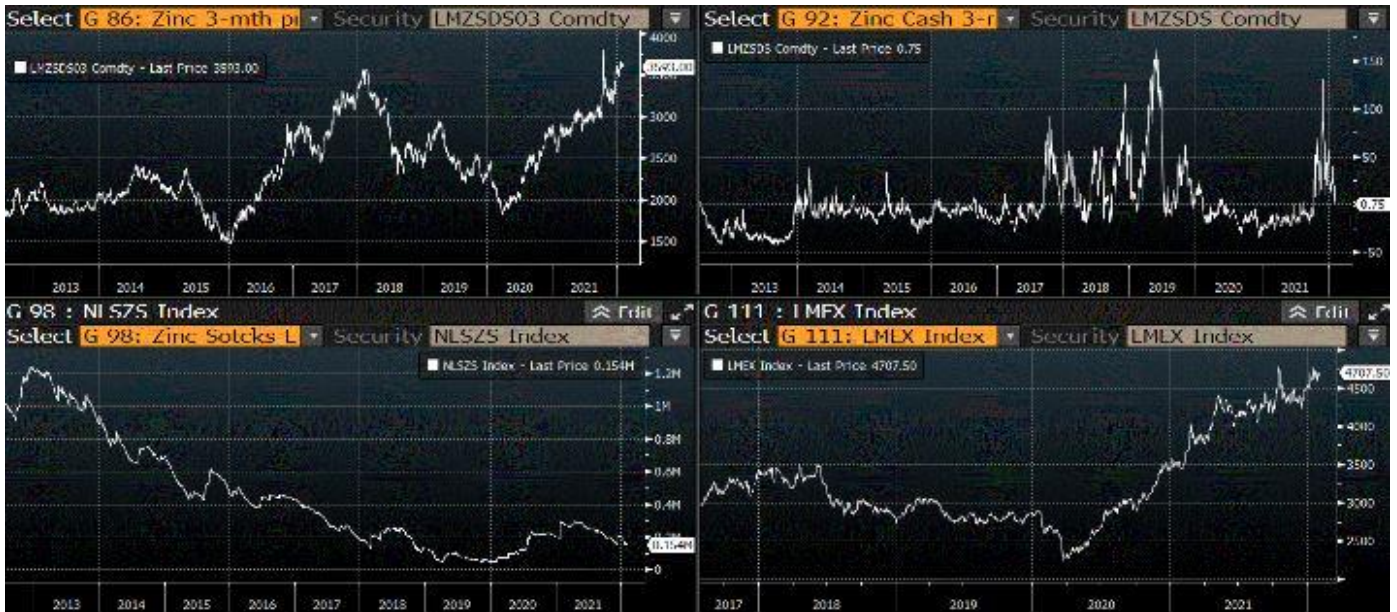 Select G 86: Zinc 3-mth pi Security LMZSDS03 Comdty
LMZSDS03 Comdty - Last Price 3593.00
4000
3593.00
3500
3000
2500
2000
1500
2013 2014 2015 2016 2017 2018 2019 2020 2021
Select G 92: Zinc Cash 3-r Security LMZSDS Comdty
LMZSDS Comdty - Last Price 0.75
150
100
50
0.75
-50
2013 2014 2015 2016 2017 2018 2019 2020 2021
G 98 : NLSZS Index Edit
Select G 98: Zinc Sotcks L Security NLSZS Index
NLSZS Index - Last Price 0.154M
1.2M
1M
0.8M
0.6M
0.4M
0.2M
0.154M
0
2013 2014 2015 2016 2017 2018 2019 2020 2021
G 111 : LMEX Index Edit
Select G 111: LMEX Index Security LMEX Index
LMEX Index - Last Price 4707.50
4707.50
4500
4000
3500
3000
2500
2017 2018 2019 2020 2021